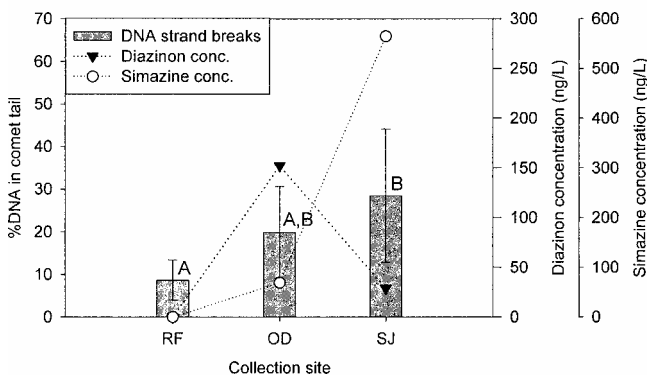 DNA strand breaks
Diazinon conc.
Simazine conc.
%DNA in comet tail
70
60
50
40
30
20
10
0
A
A,B
B
RF
OD
SJ
Collection site
300
250
200
150
100
50
0
Diazinon concentration (ng/L)
600
500
400
300
200
100
0
Simazine concentration (ng/L)